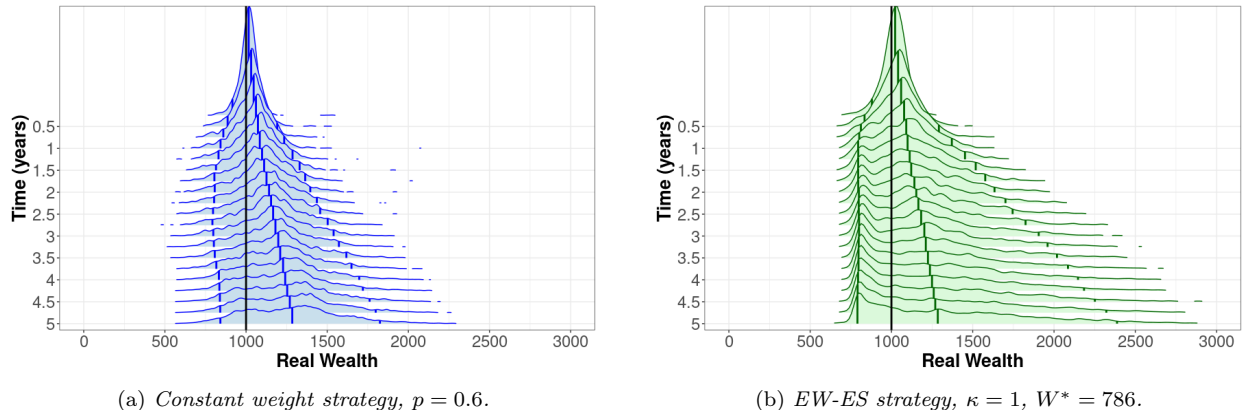 Time (years)
0.5
1
1.5
2
2.5
3
3.5
4
4.5
5
0 500 1000 1500 2000 2500 3000
Real Wealth
(a) Constant weight strategy, p = 0.6.
Time (years)
0.5
1
1.5
2
2.5
3
3.5
4
4.5
5
0 500 1000 1500 2000 2500 3000
Real Wealth
(b) EW-ES strategy, κ = 1, W* = 786.